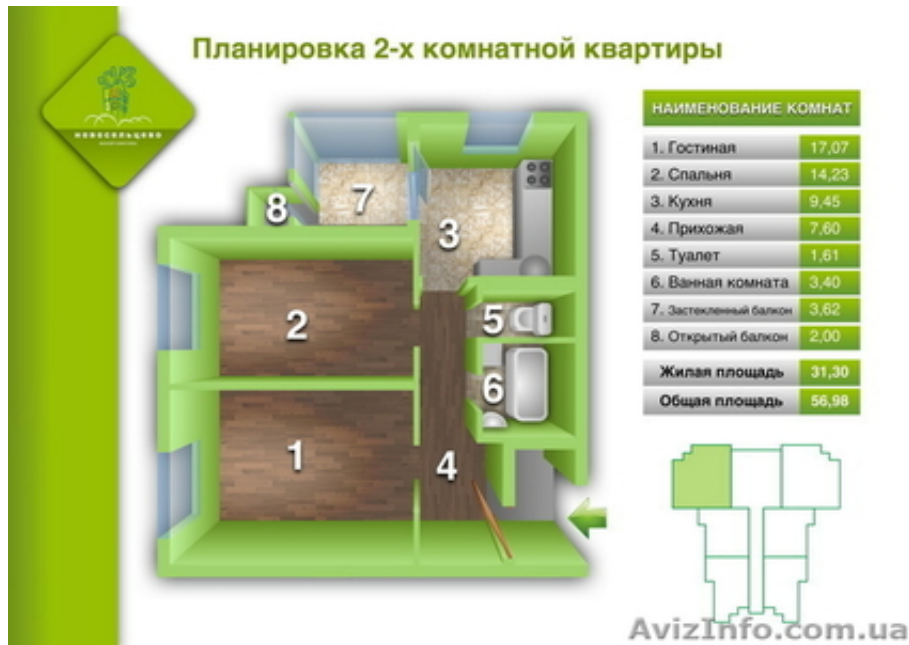 Планировка 2-х комнатной квартиры
НОВОСЕЛЬЦЕВО
НАИМЕНОВАНИЕ КОМНАТ
1. Гостиная 17,07
2. Спальня 14,23
3. Кухня 9,45
4. Прихожая 7,60
5. Туалет 1,61
6. Ванная комната 3,40
7. Застекленный балкон 3,62
8. Открытый балкон 2,00
Жилая площадь 31,30
Общая площадь 56,98
7
8
3
2
5
6
1
4
AvizInfo.com.ua